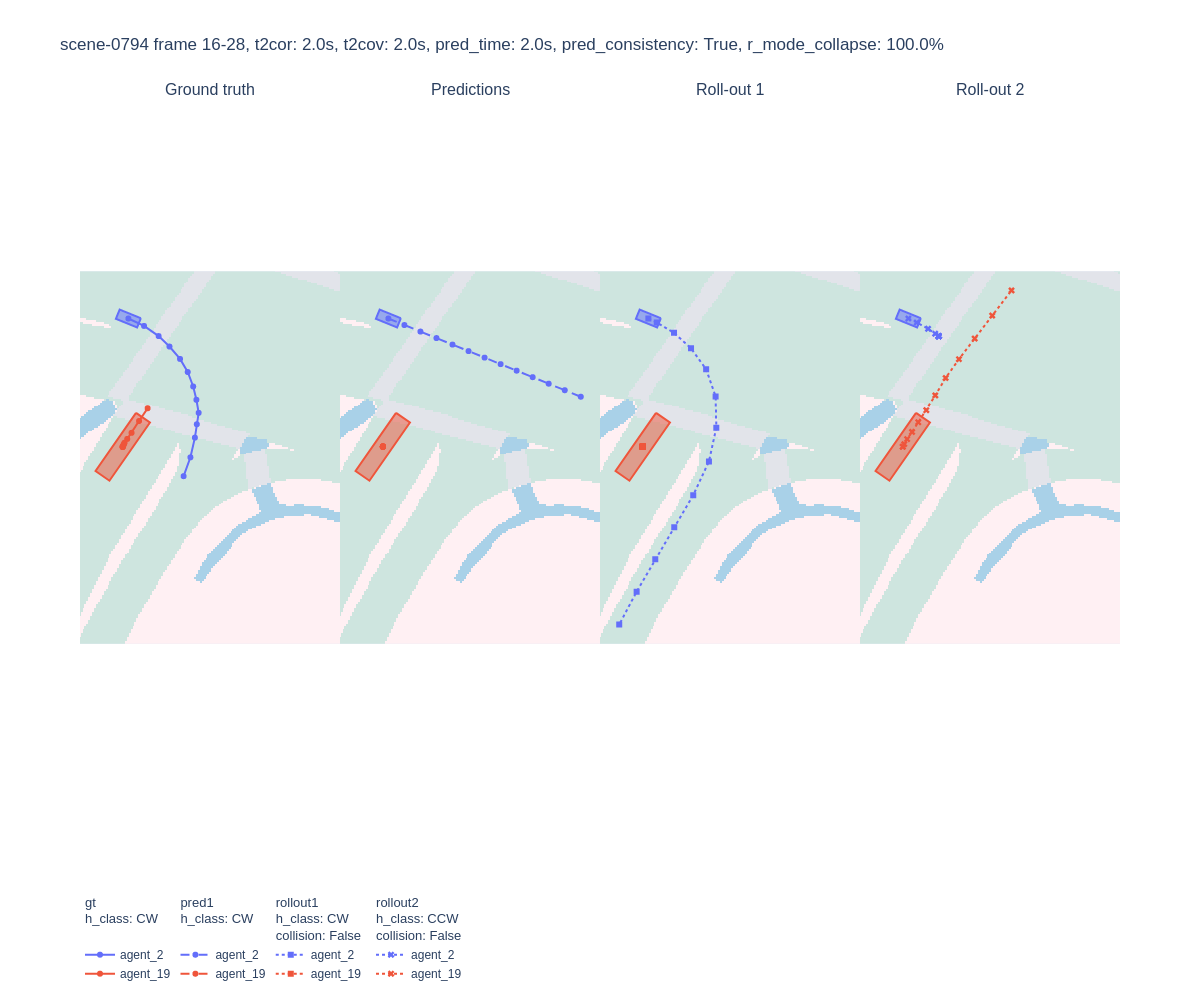 scene-0794 frame 16-28, t2cor: 2.0s, t2cov: 2.0s, pred_time: 2.0s, pred_consistency: True, r_mode_collapse: 100.0%
Ground truth
Predictions
Roll-out 1
Roll-out 2
gt
h_class: CW
agent_2
agent_19
pred1
h_class: CW
agent_2
agent_19
rollout1
h_class: CW
collision: False
agent_2
agent_19
rollout2
h_class: CCW
collision: False
agent_2
agent_19